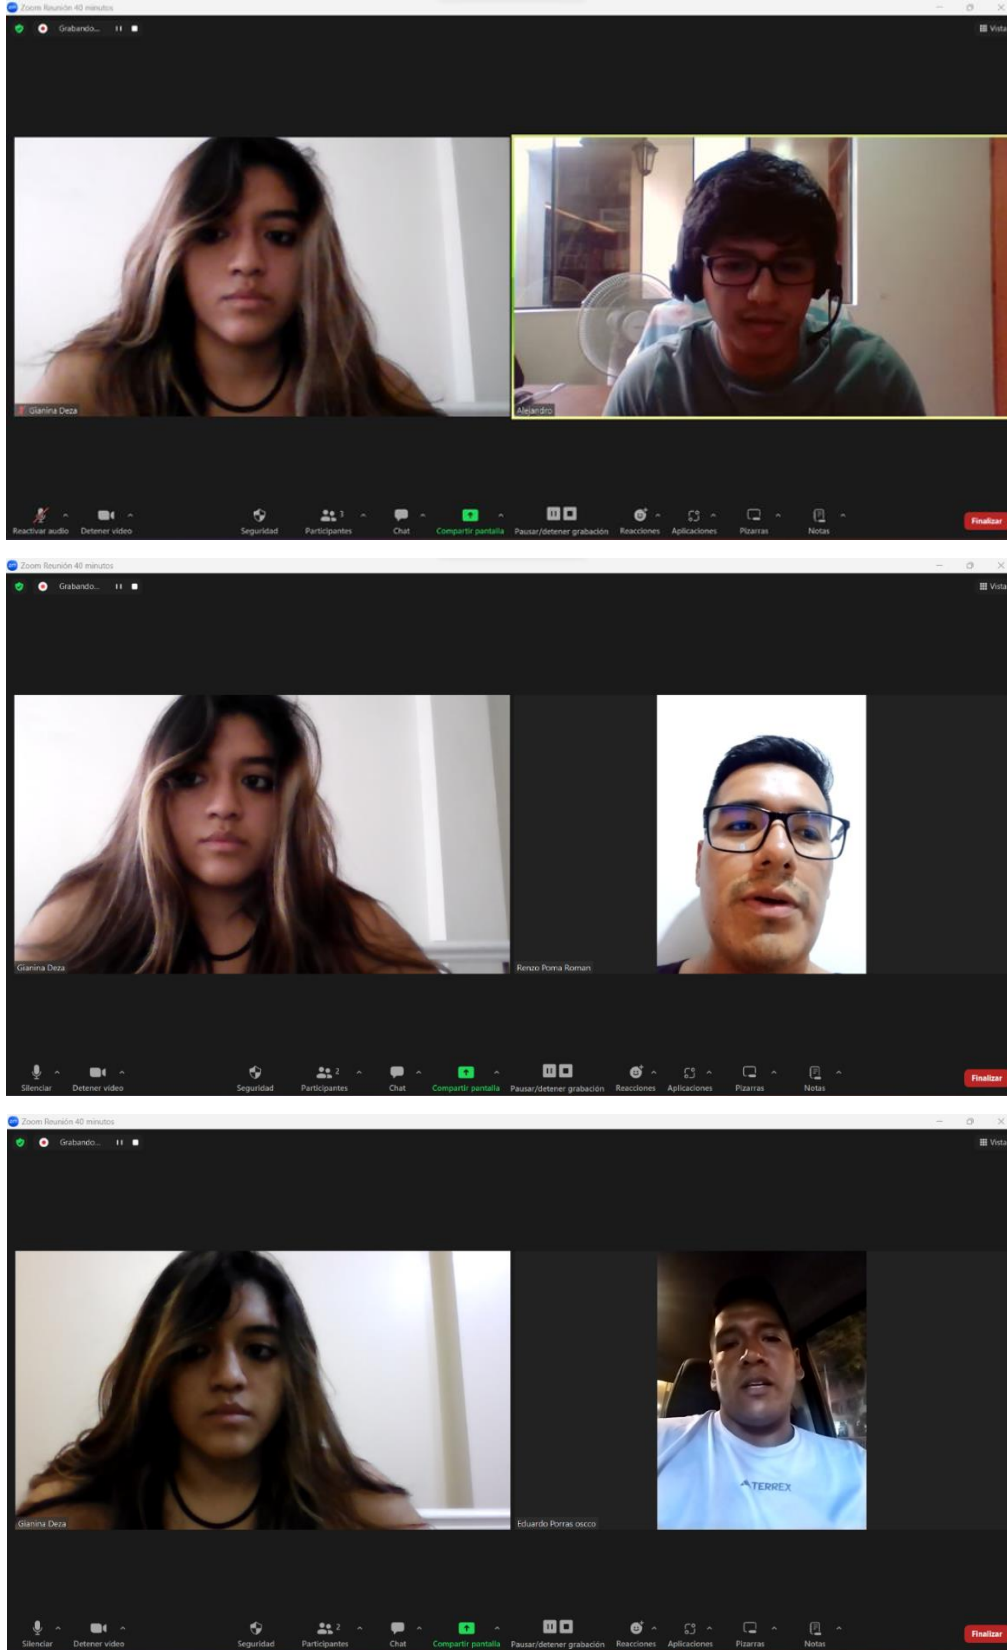 Zoom Reunión 40 minutos
Grabando...
Vista
Gianina Deza
Alejandro
Reactivar audio Detener video Seguridad Participantes 3 Chat Compartir pantalla Pausar/detener grabación Reacciones Aplicaciones Pizarras Notas Finalizar
Zoom Reunión 40 minutos
Grabando...
Vista
Gianina Deza
Renzo Poma Roman
Silenciar Detener video Seguridad Participantes 2 Chat Compartir pantalla Pausar/detener grabación Reacciones Aplicaciones Pizarras Notas Finalizar
Zoom Reunión 40 minutos
Grabando...
Vista
TERREX
Gianina Deza
Eduardo Porras oscco
Silenciar Detener video Seguridad Participantes 2 Chat Compartir pantalla Pausar/detener grabación Reacciones Aplicaciones Pizarras Notas Finalizar